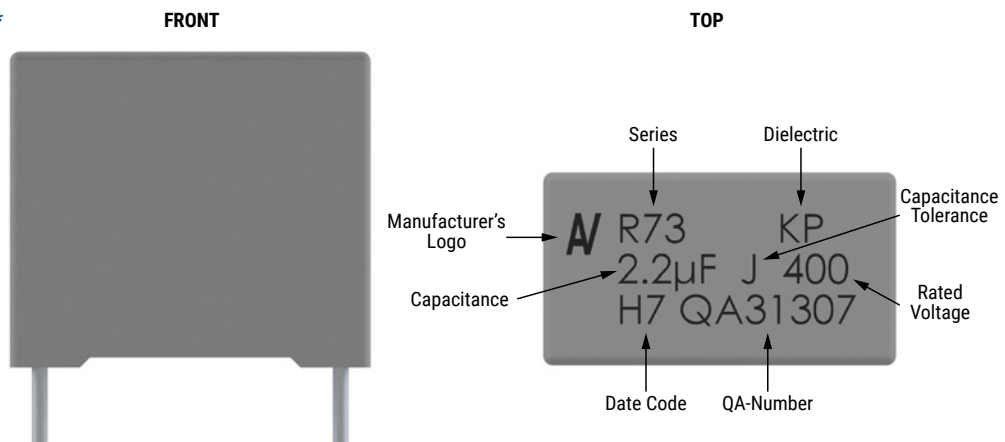 *
FRONT
TOP
Series
Dielectric
Capacitance
Tolerance
Manufacturer's
Logo
R73 KP
2.2µF J 400
H7 QA31307
Capacitance
Rated
Voltage
Date Code
QA-Number